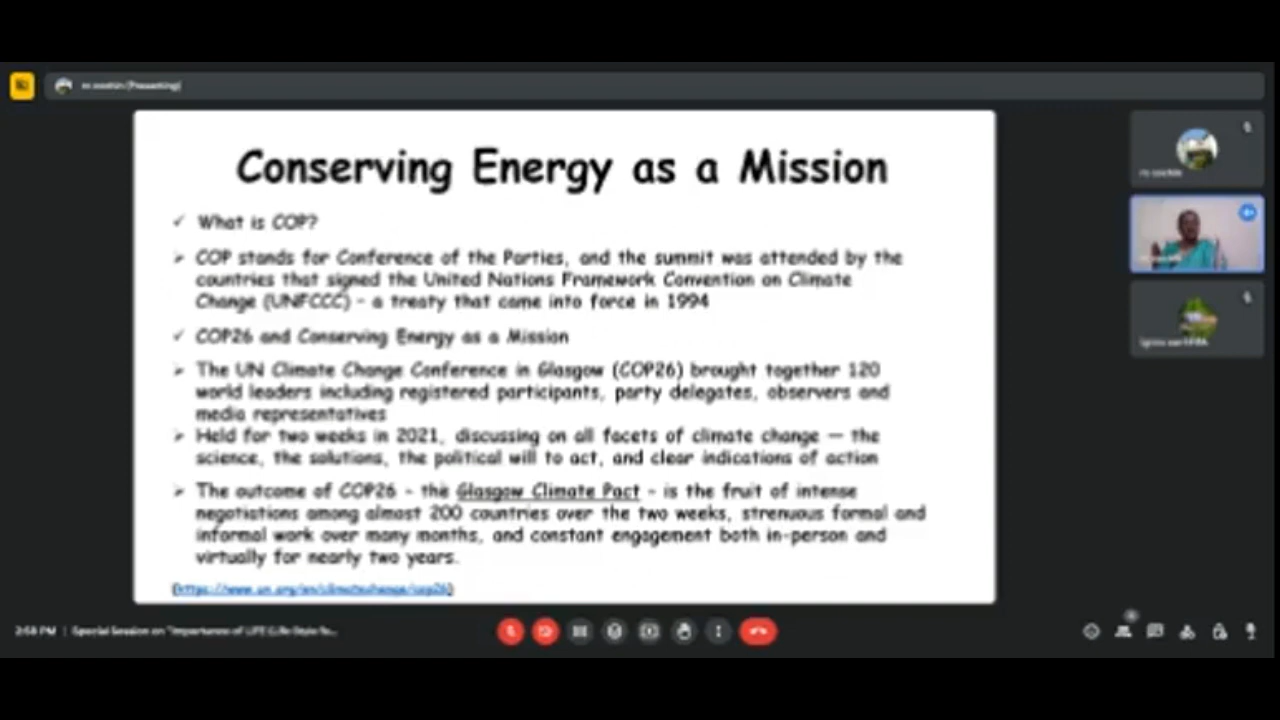 (Presenting)
Conserving Energy as a Mission
✓ What is COP?
➢ COP stands for Conference of the Parties, and the summit was attended by the
countries that signed the United Nations Framework Convention on Climate
Change (UNFCCC) – a treaty that came into force in 1994
✓ COP26 and Conserving Energy as a Mission
➢ The UN Climate Change Conference in Glasgow (COP26) brought together 120
world leaders including registered participants, party delegates, observers and
media representatives
➢ Held for two weeks in 2021, discussing on all facets of climate change — the
science, the solutions, the political will to act, and clear indications of action
➢ The outcome of COP26 – the Glasgow Climate Pact – is the fruit of intense
negotiations among almost 200 countries over the two weeks, strenuous formal and
informal work over many months, and constant engagement both in-person and
virtually for nearly two years.
(https://www.un.org/en/climatechange/cop26)
2:58 PM | Special Session on "Importance of LiFE (Life Style fo...